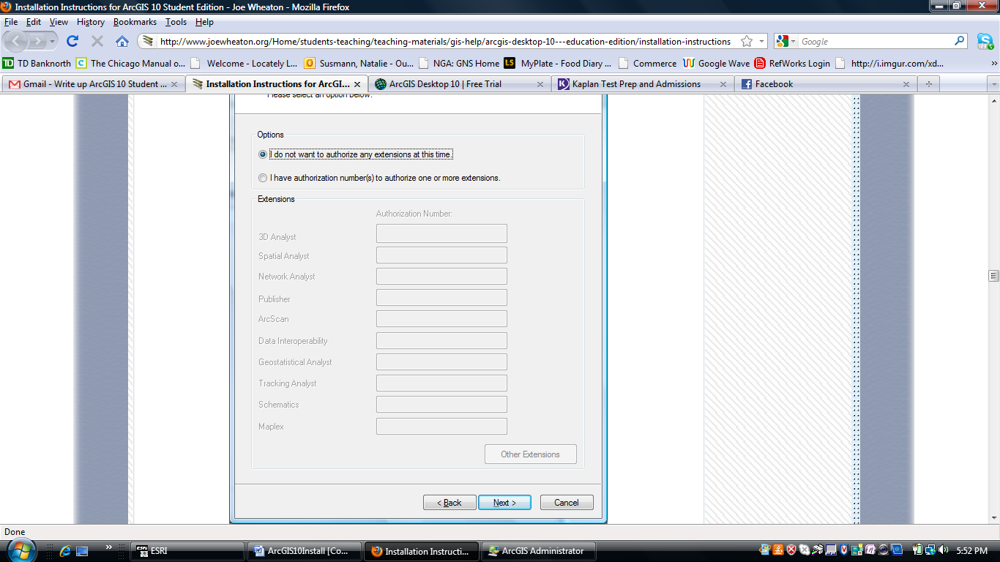 Installation Instructions for ArcGIS 10 Student Edition - Joe Wheaton - Mozilla Firefox
File Edit View History Bookmarks Tools Help
http://www.joewheaton.org/Home/students-teaching/teaching-materials/gis-help/arcgis-desktop-10---education-edition/installation-instructions
Google
TD Banknorth
The Chicago Manual o...
Welcome - Locately L...
Susmann, Natalie - Ou...
NGA: GNS Home
MyPlate - Food Diary ...
Commerce
Google Wave
RefWorks Login
http://i.imgur.com/xd...
Gmail - Write up ArcGIS 10 Student ...
Installation Instructions for ArcGI...
ArcGIS Desktop 10 | Free Trial
Kaplan Test Prep and Admissions
Facebook
Please select an option below.
Options
I do not want to authorize any extensions at this time.
I have authorization number(s) to authorize one or more extensions.
Extensions
Authorization Number:
3D Analyst
Spatial Analyst
Network Analyst
Publisher
ArcScan
Data Interoperability
Geostatistical Analyst
Tracking Analyst
Schematics
Maplex
Other Extensions
< Back
Next >
Cancel
Done
ESRI
ArcGIS10Install [Co...
Installation Instructi...
ArcGIS Administrator
5:52 PM